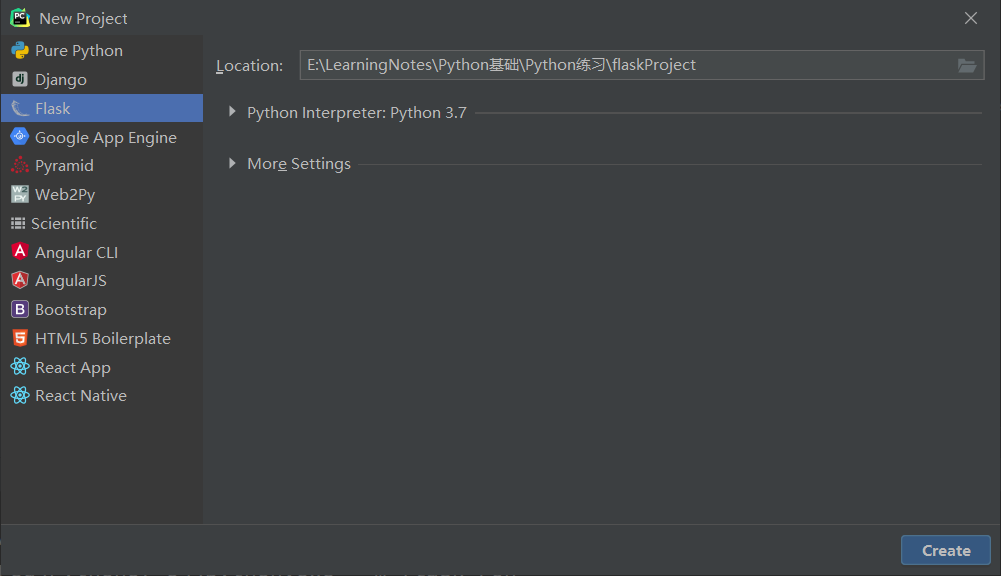 New Project
Pure Python
Django
Flask
Google App Engine
Pyramid
Web2Py
Scientific
Angular CLI
AngularJS
Bootstrap
HTML5 Boilerplate
React App
React Native
Location: E:\LearningNotes\Python基础\Python练习\flaskProject
Python Interpreter: Python 3.7
More Settings
Create